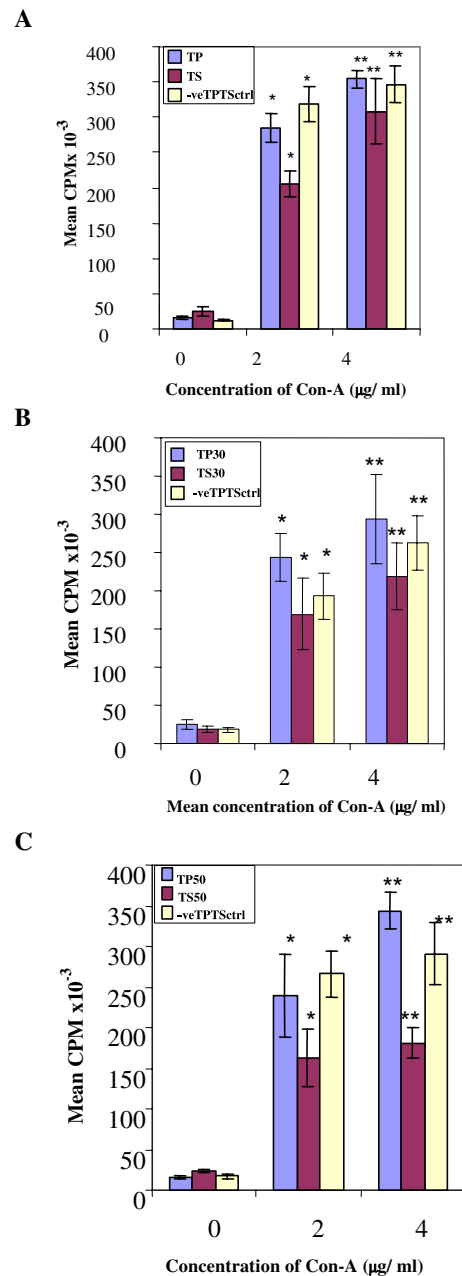 A
TP
TS
-veTPTSctrl
400
350
300
250
200
150
100
50
0
Mean CPMx 10⁻³
* * *
** ** **
0 2 4
Concentration of Con-A (µg/ ml)
B
TP30
TS30
-veTPTSctrl
400
350
300
250
200
150
100
50
0
Mean CPM x10⁻³
* * *
** ** **
0 2 4
Mean concentration of Con-A (µg/ ml)
C
TP50
TS50
-veTPTSctrl
400
350
300
250
200
150
100
50
0
Mean CPM x10⁻³
* * *
** ** **
0 2 4
Concentration of Con-A (µg/ ml)